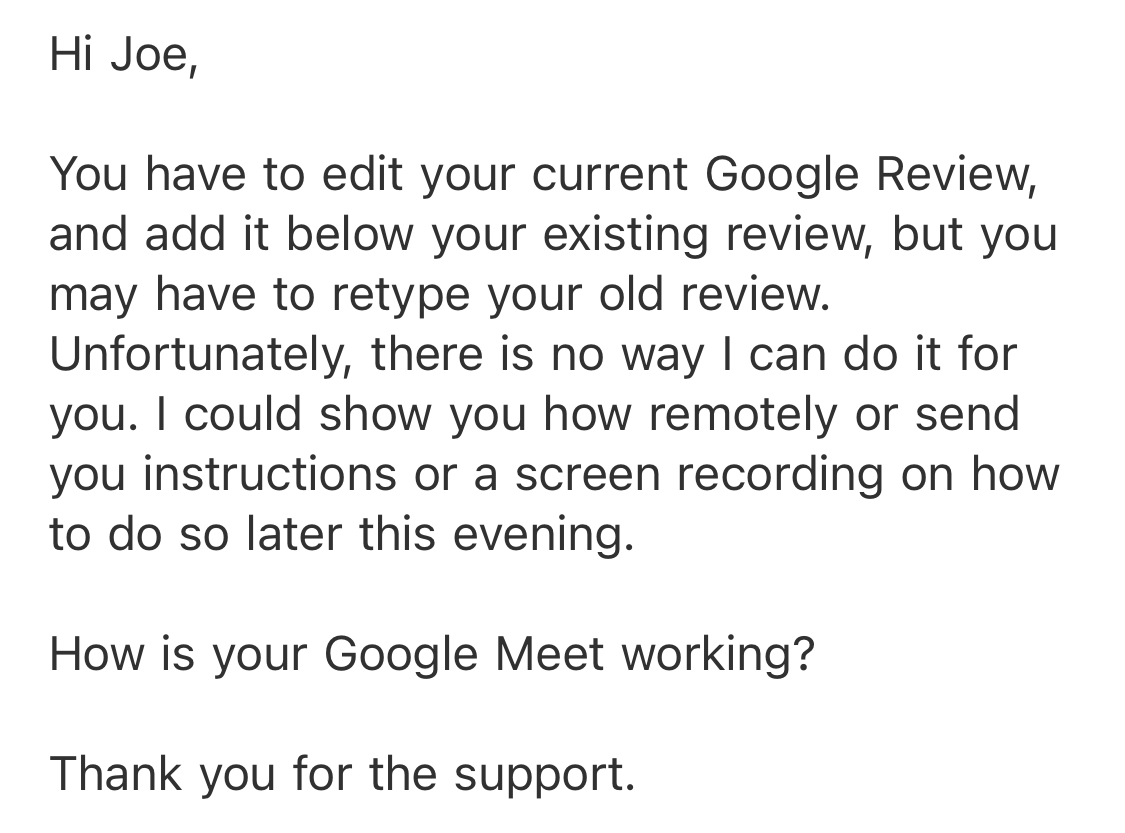 Hi Joe,
You have to edit your current Google Review,
and add it below your existing review, but you
may have to retype your old review.
Unfortunately, there is no way I can do it for
you. I could show you how remotely or send
you instructions or a screen recording on how
to do so later this evening.
How is your Google Meet working?
Thank you for the support.